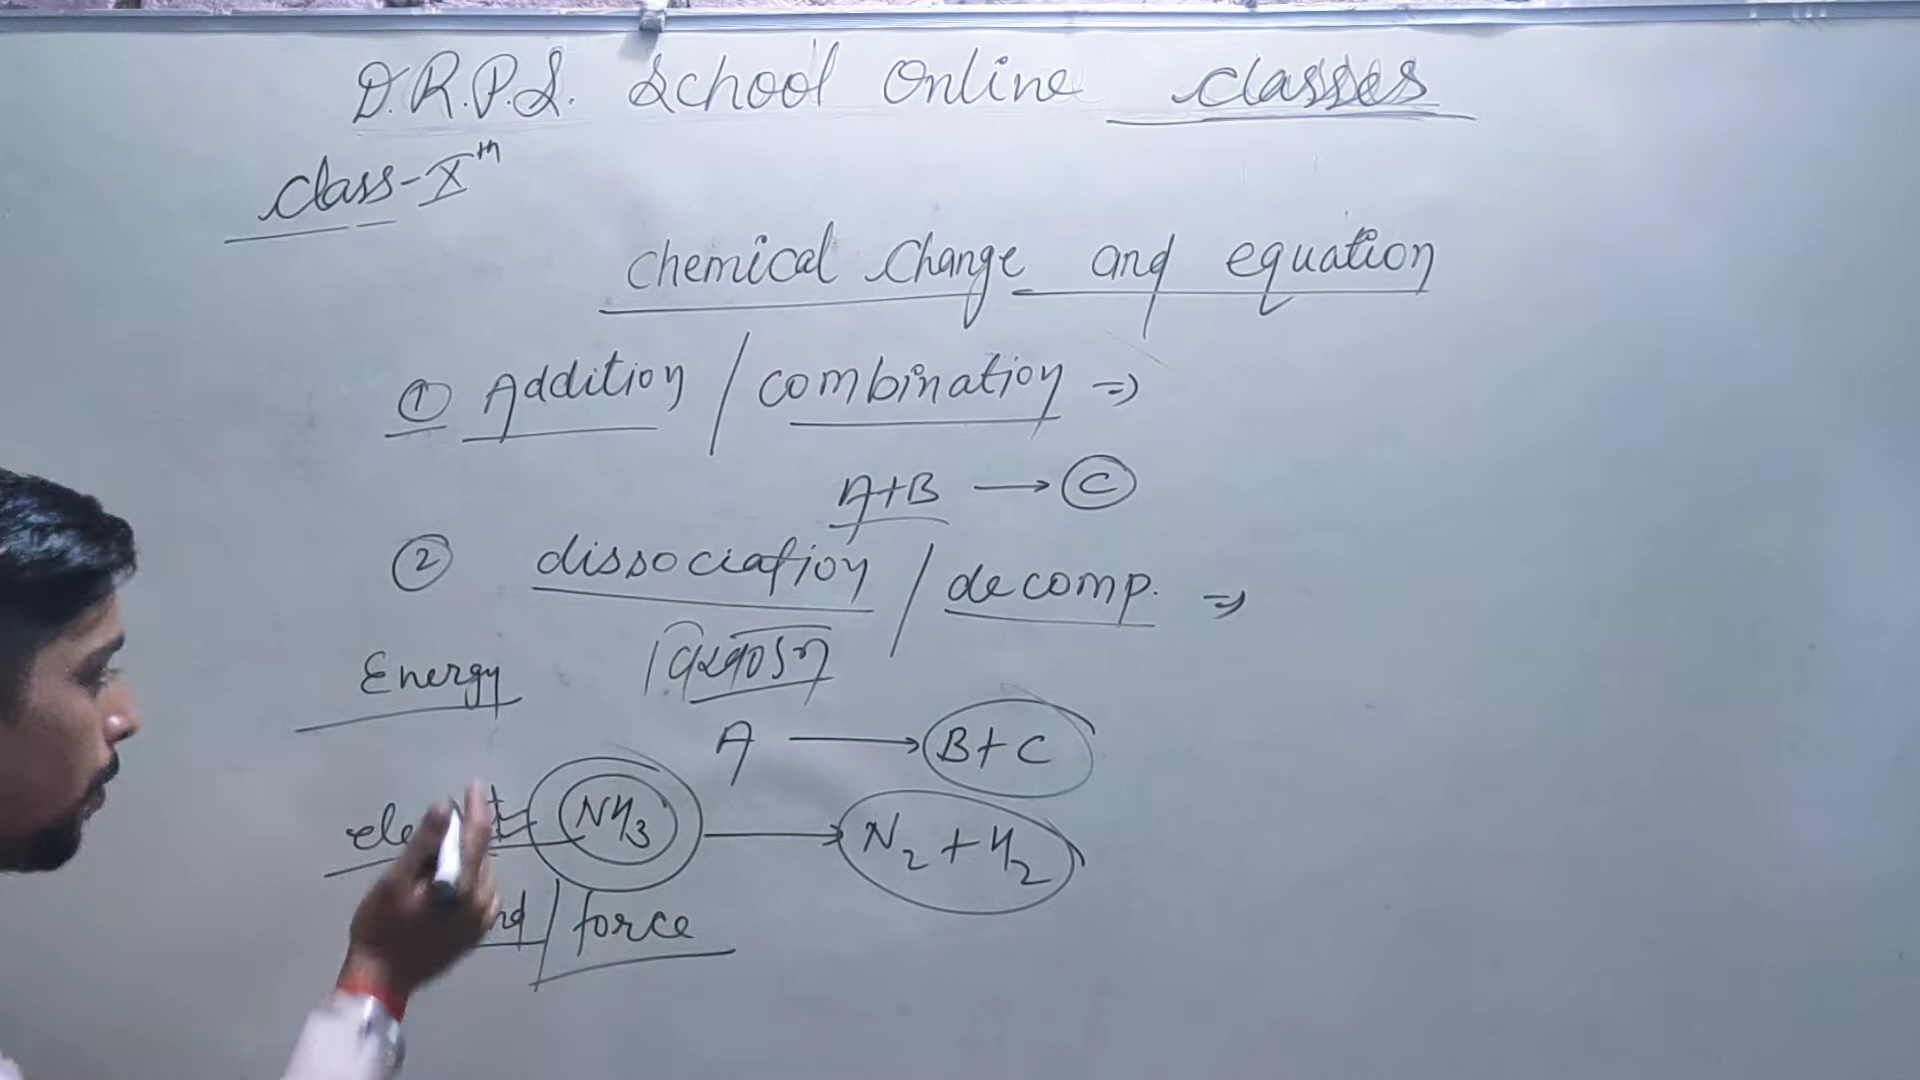 D.R.P.S. School Online classes
class-Xth
chemical change and equation
① Addition / combination ⇒
A+B → C
② dissociation / decomp. ⇒
Energy
A → B+C
NH3 → N2 + H2
/ force